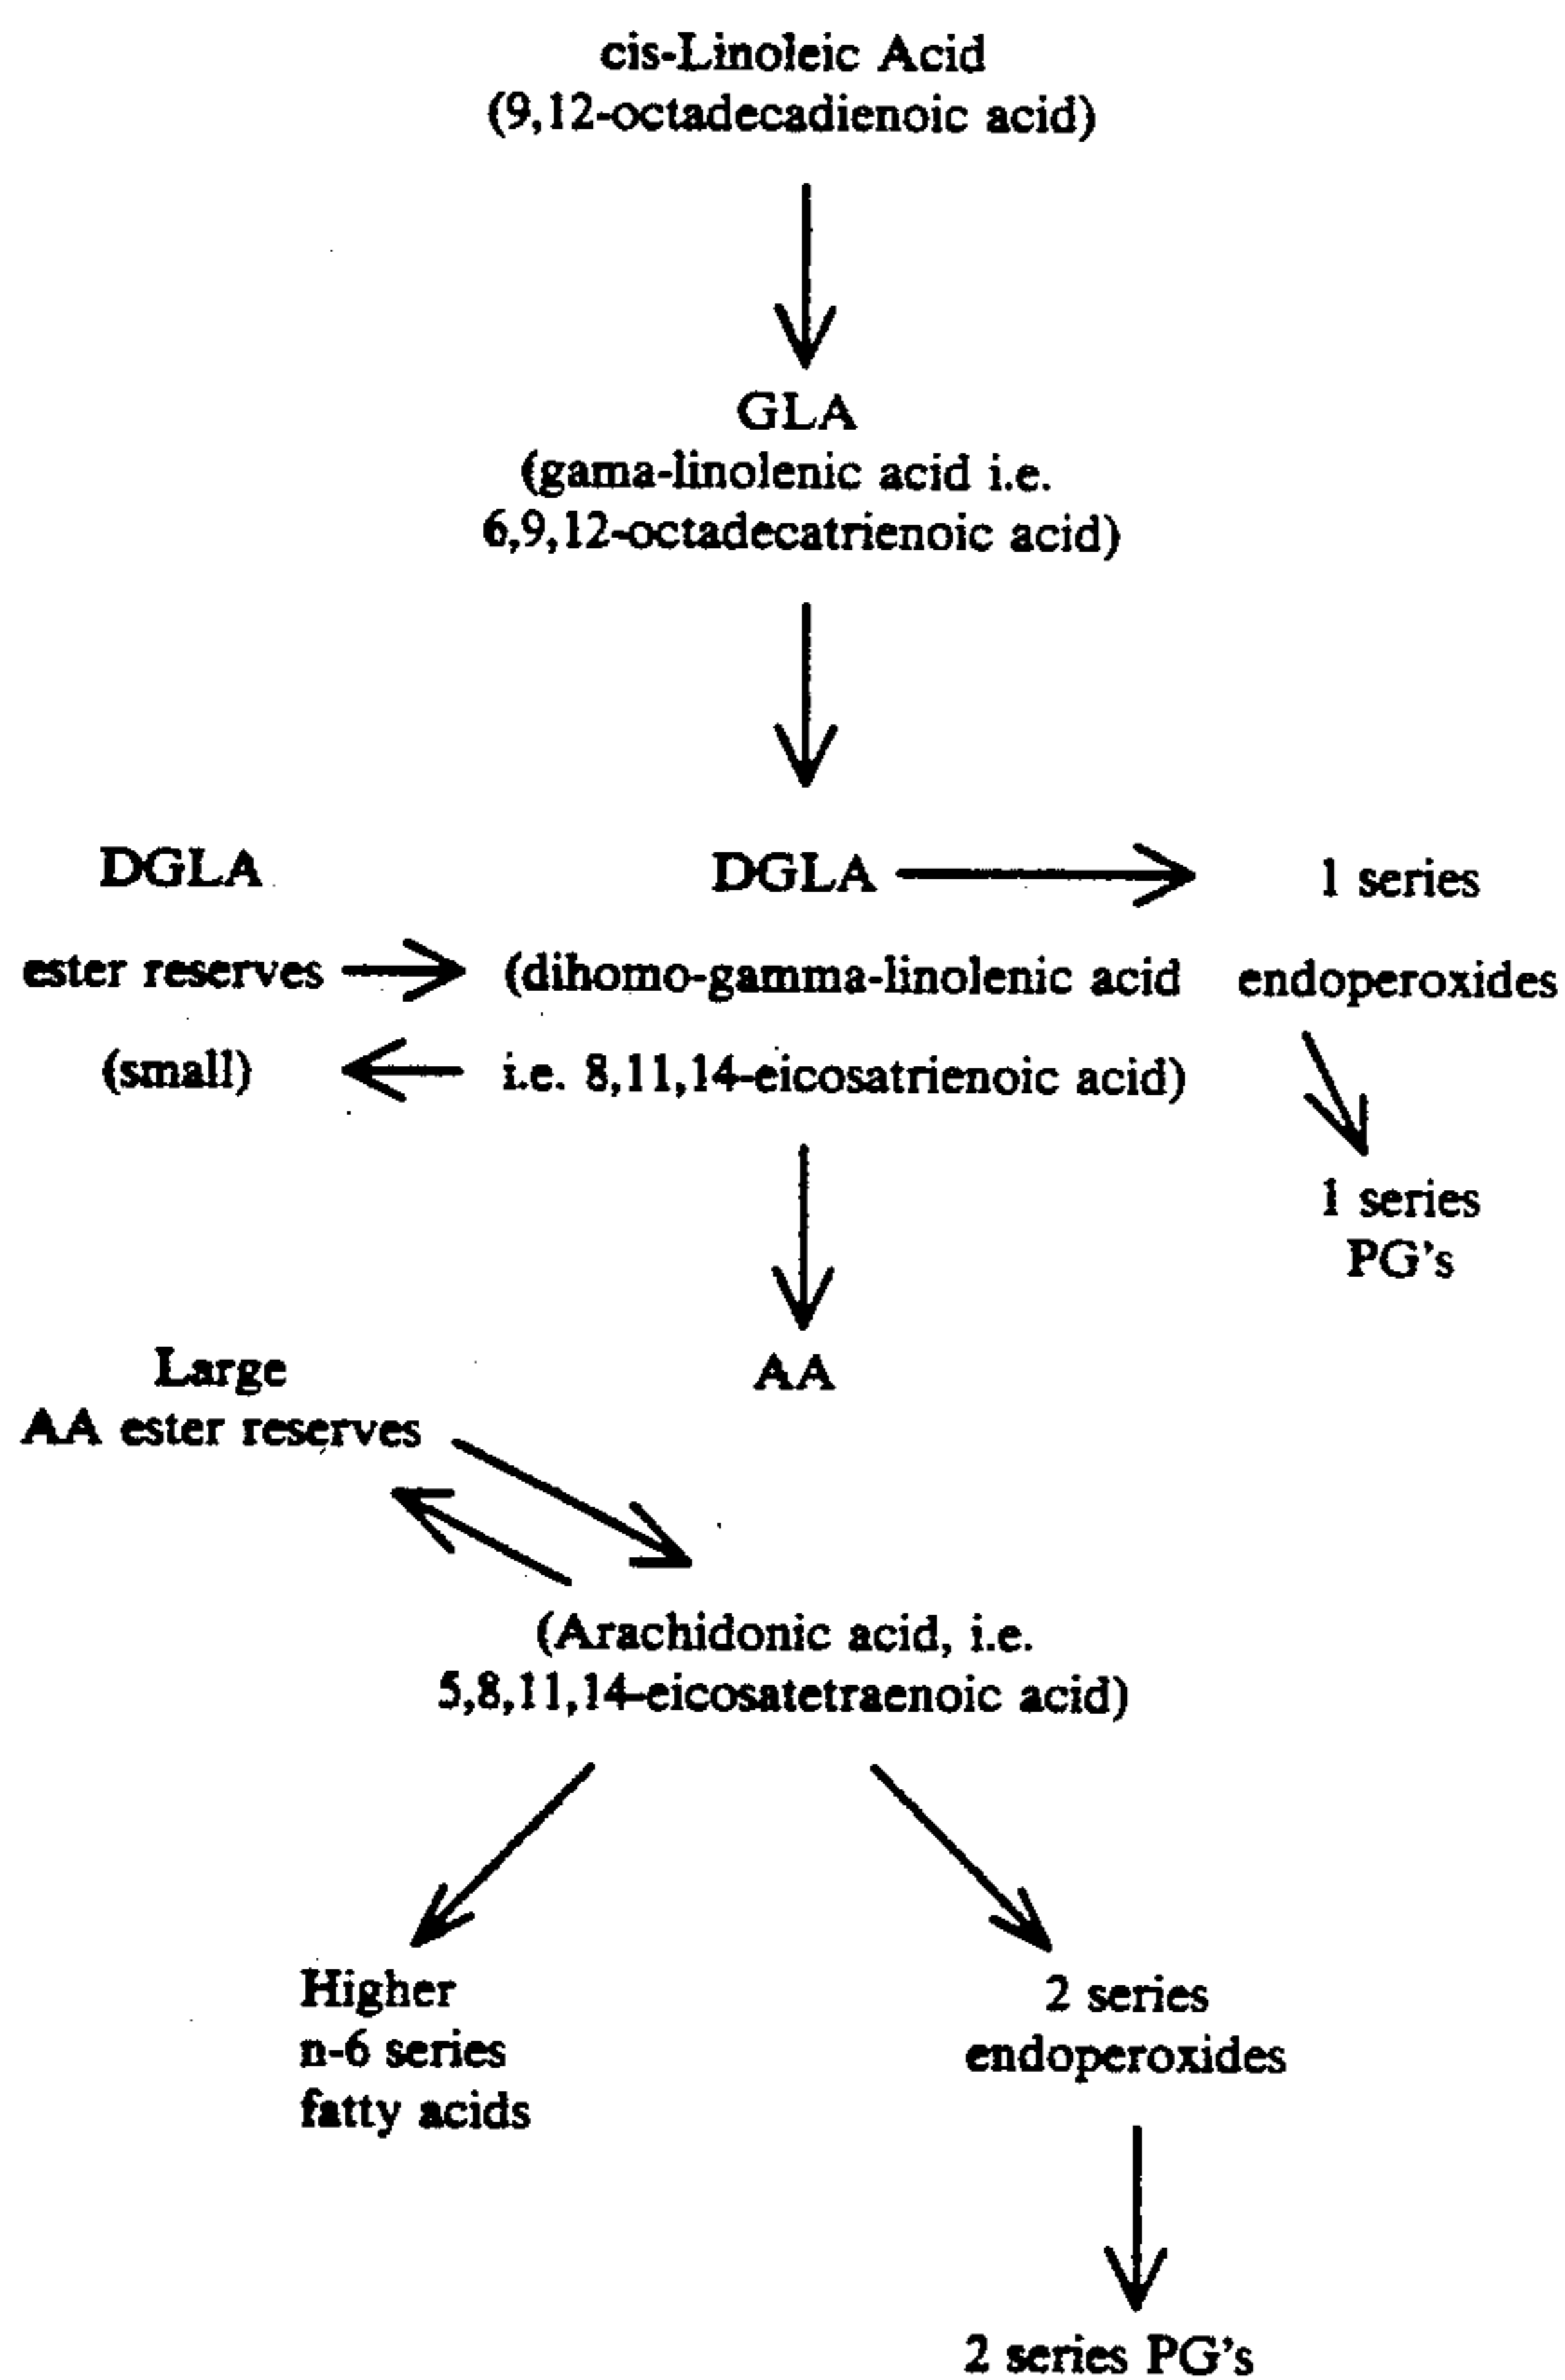 cis-Linoleic Acid
(9,12-octadecadienoic acid)
GLA
(gama-linolenic acid i.e.
6,9,12-octadecatrienoic acid)
DGLA
ester reserves
(small)
DGLA
(dihomo-gamma-linolenic acid
i.e. 8,11,14-eicosatrienoic acid)
1 series
endoperoxides
1 series
PG's
AA
Large
AA ester reserves
(Arachidonic acid, i.e.
5,8,11,14-eicosatetraenoic acid)
Higher
n-6 series
fatty acids
2 series
endoperoxides
2 series PG's